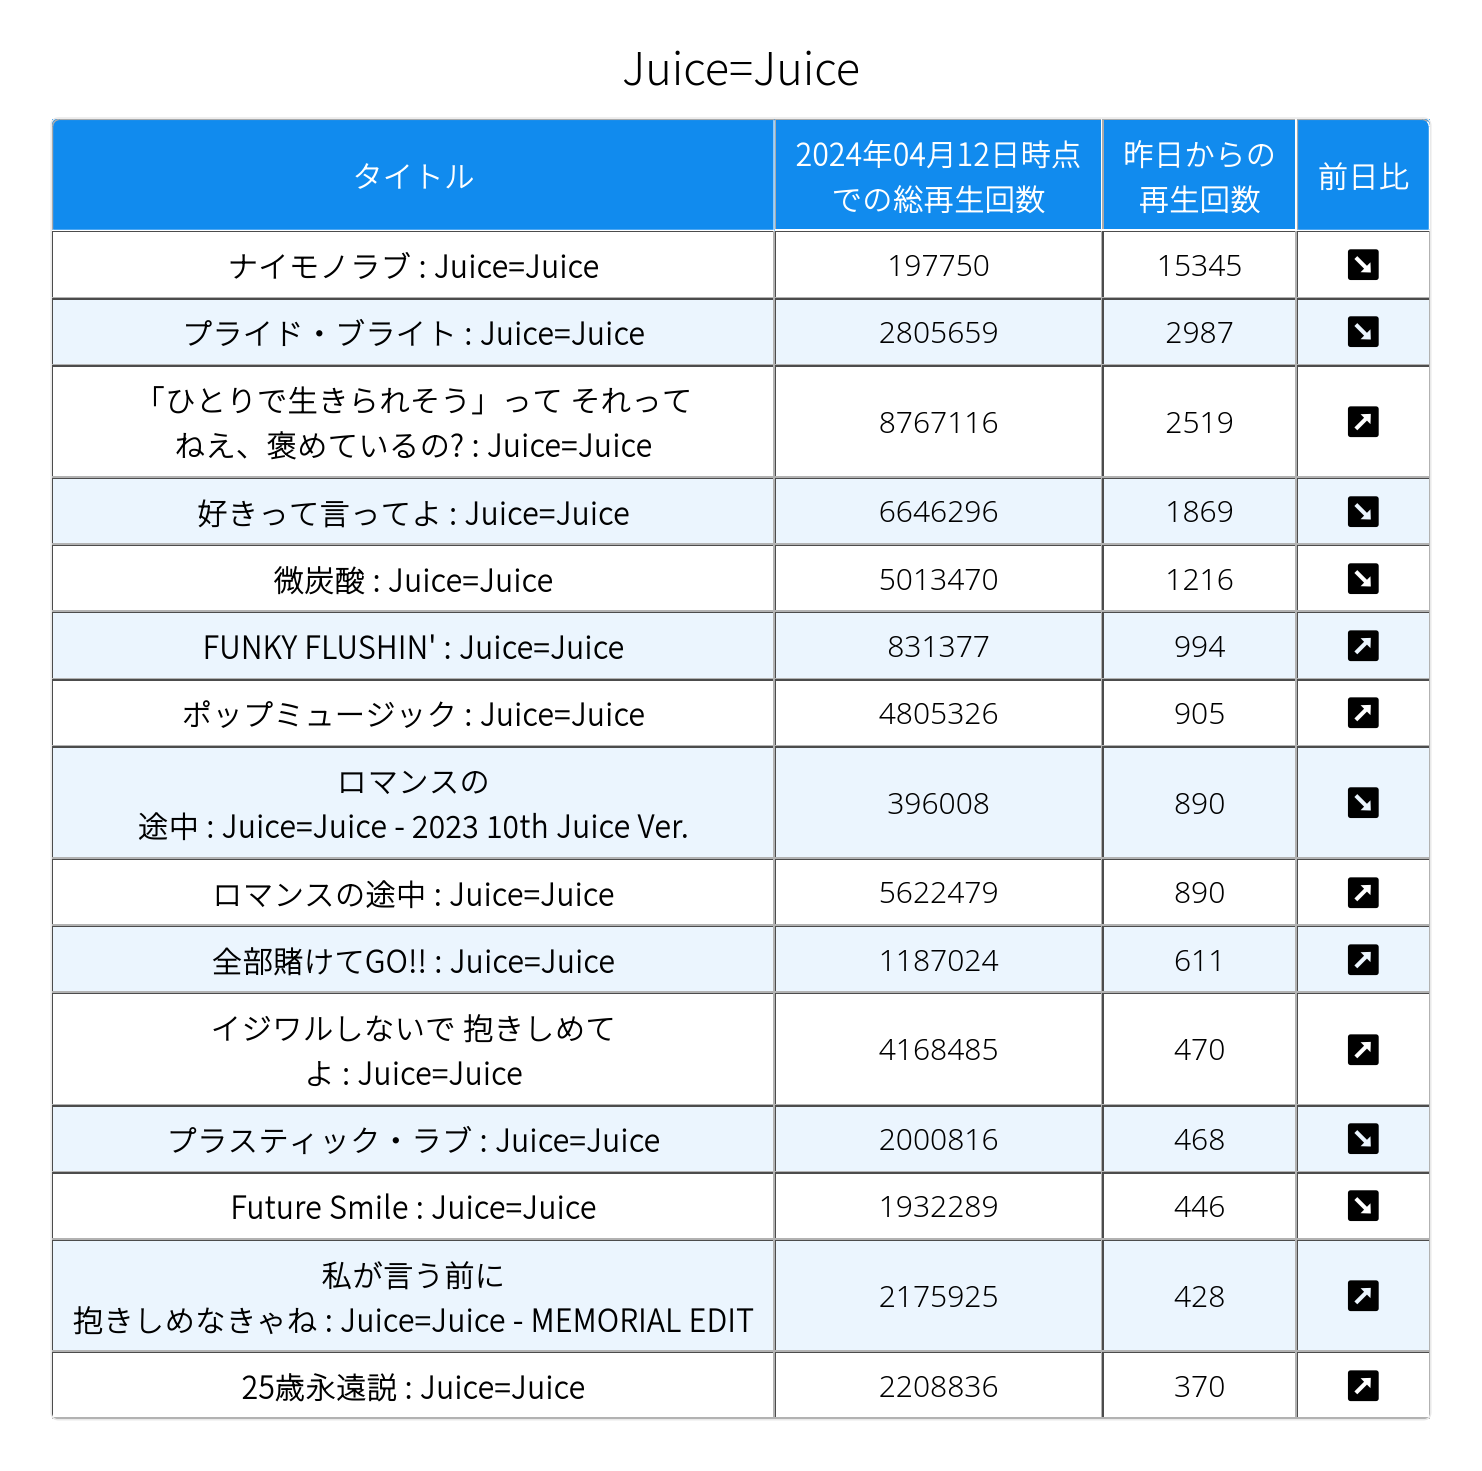 Juice=Juice
タイトル
2024年04月12日時点
での総再生回数
昨日からの
再生回数
前日比
ナイモノラブ : Juice=Juice
197750
15345
プライド・ブライト : Juice=Juice
2805659
2987
「ひとりで生きられそう」って それって
ねえ、褒めているの? : Juice=Juice
8767116
2519
好きって言ってよ : Juice=Juice
6646296
1869
微炭酸 : Juice=Juice
5013470
1216
FUNKY FLUSHIN' : Juice=Juice
831377
994
ポップミュージック : Juice=Juice
4805326
905
ロマンスの
途中 : Juice=Juice - 2023 10th Juice Ver.
396008
890
ロマンスの途中 : Juice=Juice
5622479
890
全部賭けてGO!! : Juice=Juice
1187024
611
イジワルしないで 抱きしめて
よ : Juice=Juice
4168485
470
プラスティック・ラブ : Juice=Juice
2000816
468
Future Smile : Juice=Juice
1932289
446
私が言う前に
抱きしめなきゃね : Juice=Juice - MEMORIAL EDIT
2175925
428
25歳永遠説 : Juice=Juice
2208836
370